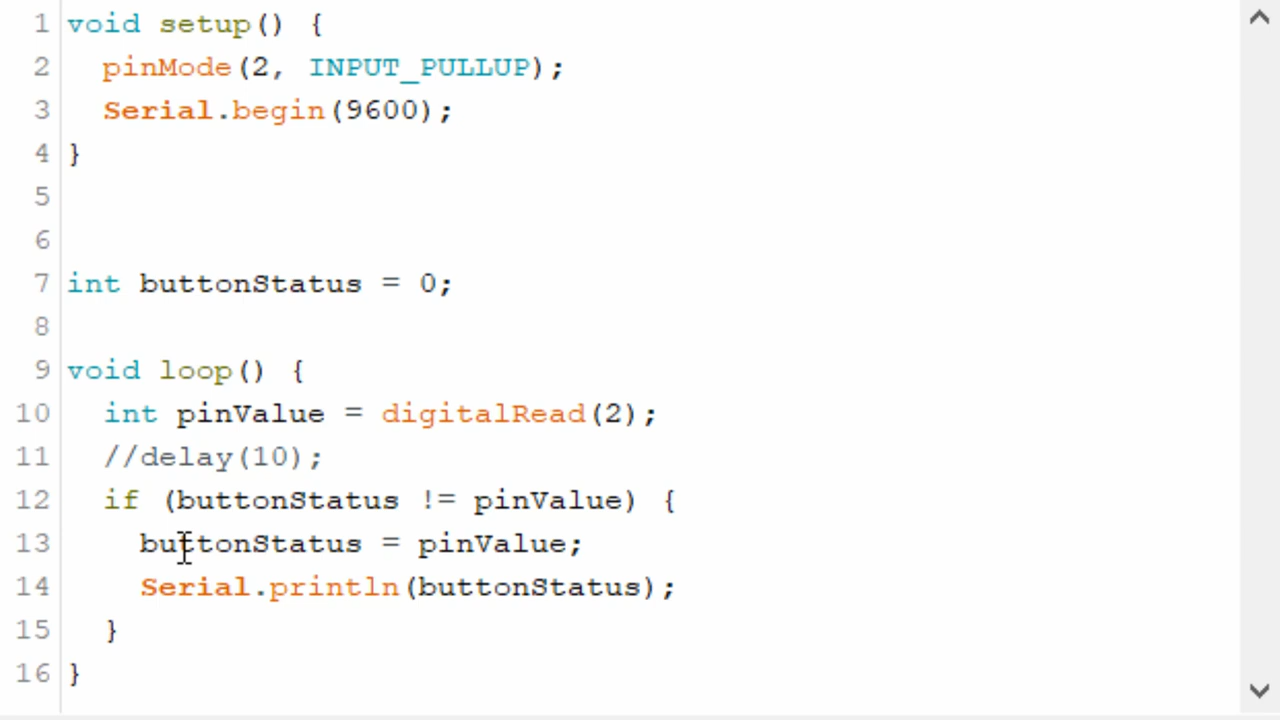 1 void setup() {
2   pinMode(2, INPUT_PULLUP);
3   Serial.begin(9600);
4 }
5
6
7 int buttonStatus = 0;
8
9 void loop() {
10   int pinValue = digitalRead(2);
11   //delay(10);
12   if (buttonStatus != pinValue) {
13     buttonStatus = pinValue;
14     Serial.println(buttonStatus);
15   }
16 }